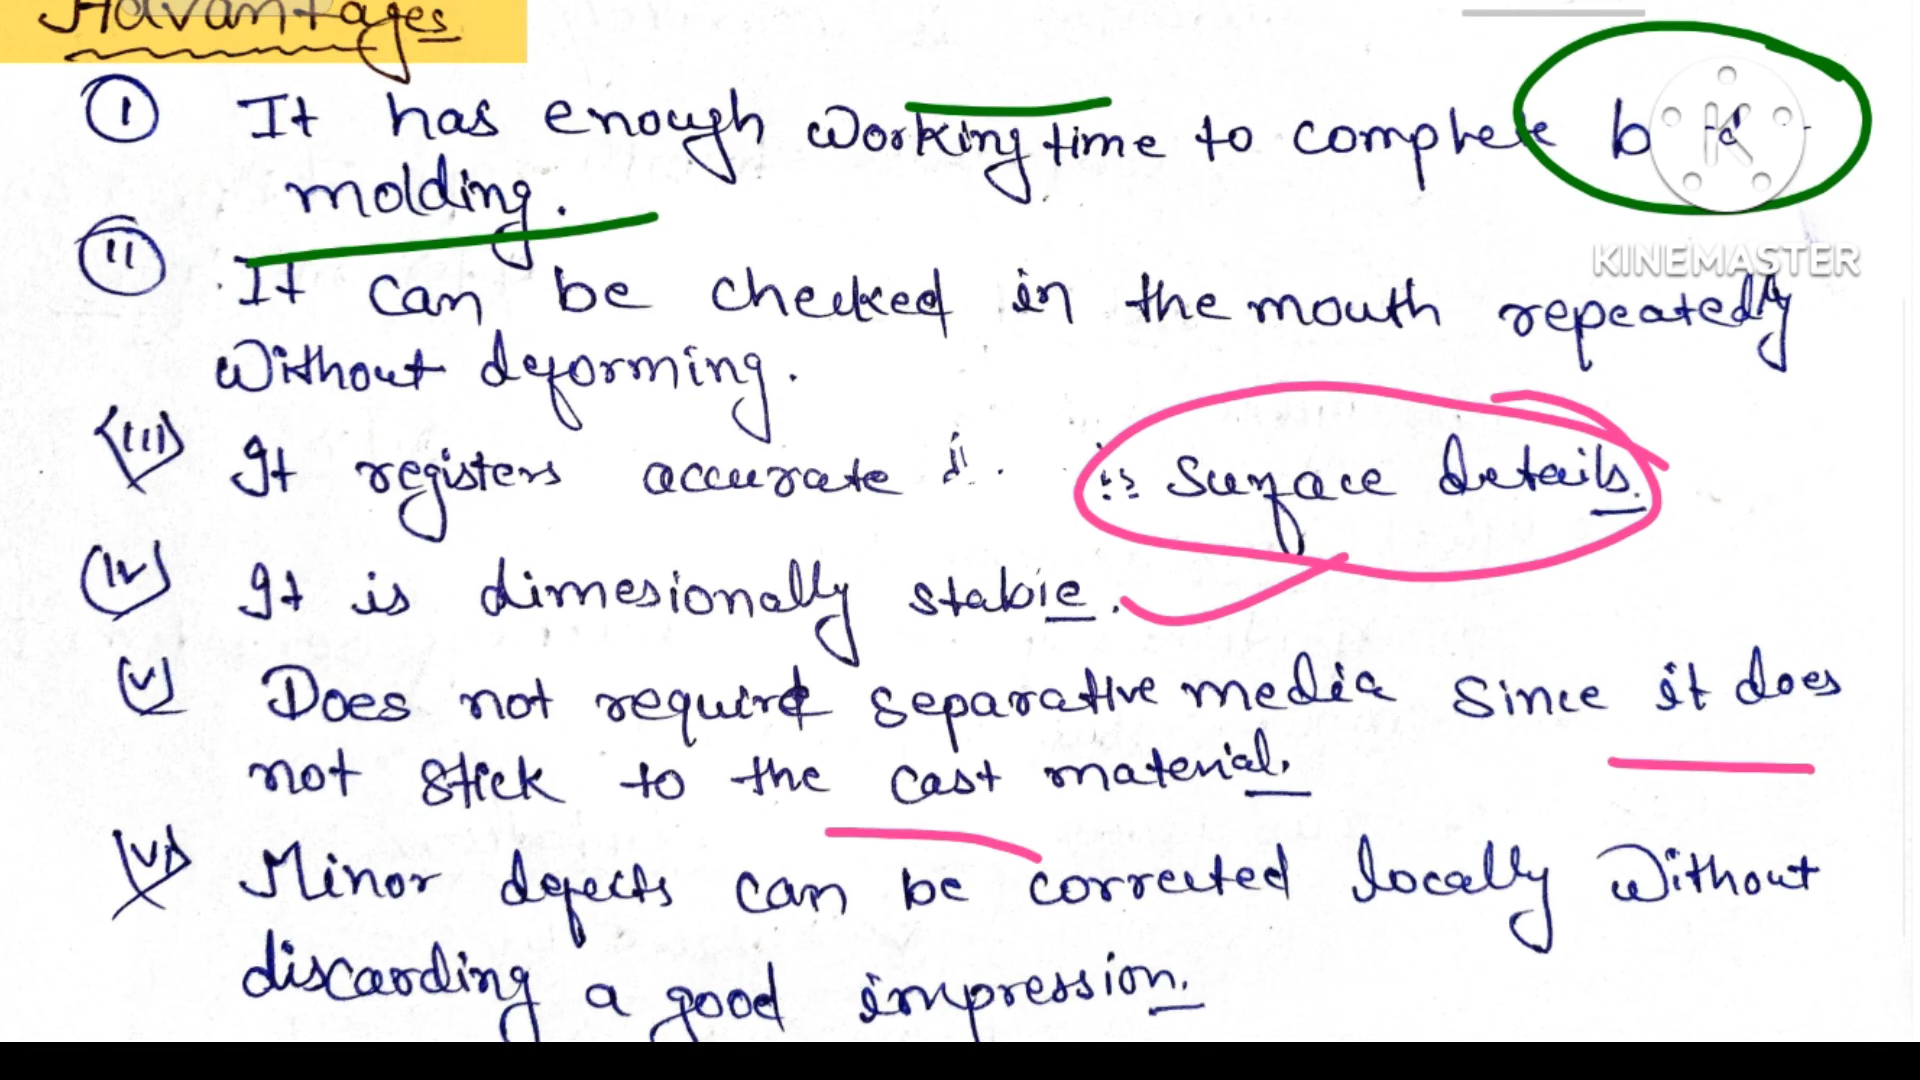 Advantages
I It has enough working time to complete
molding.
KINEMASTER
II It can be checked in the mouth repeatedly
without deforming.
III It registers accurate surface details.
IV It is dimesionally stable.
V Does not require separative media since it does
not stick to the cast material.
VI Minor defects can be corrected locally without
discarding a good impression.